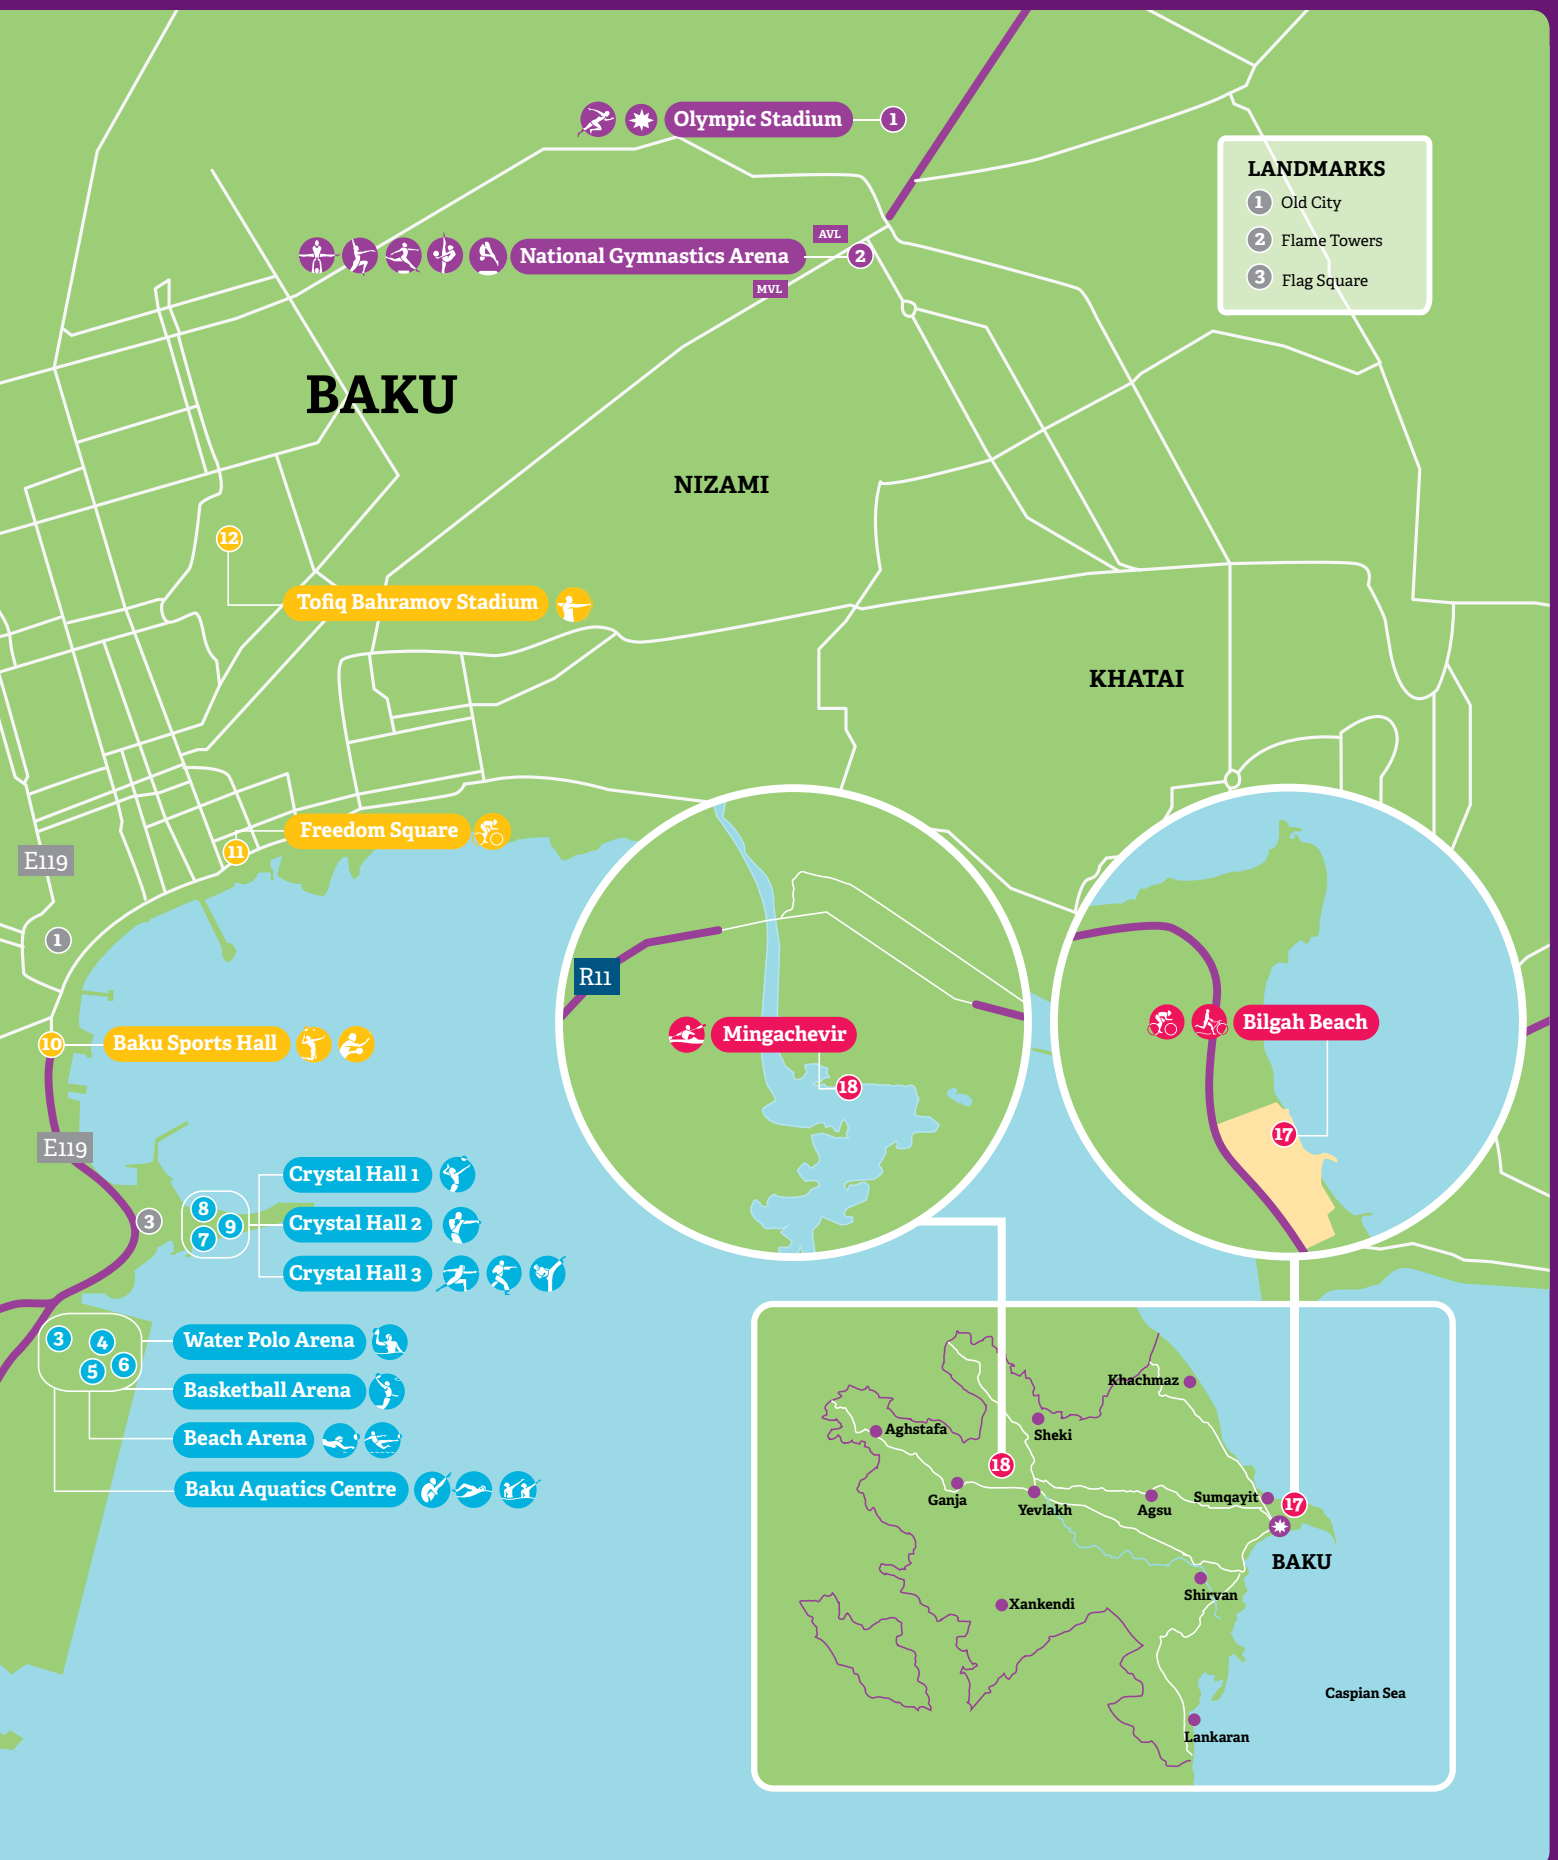 Olympic Stadium
1
LANDMARKS
1 Old City
2 Flame Towers
3 Flag Square
AVL
National Gymnastics Arena
2
MVL
BAKU
NIZAMI
12
Tofiq Bahramov Stadium
KHATAI
Freedom Square
11
E119
1
R11
Mingachevir
18
Bilgah Beach
17
10
Baku Sports Hall
E119
3
8
9
7
Crystal Hall 1
Crystal Hall 2
Crystal Hall 3
3
4
5
6
Water Polo Arena
Basketball Arena
Beach Arena
Baku Aquatics Centre
Khachmaz
Aghstafa
Sheki
18
Ganja
Yevlakh
Agsu
Sumqayit
17
BAKU
Shirvan
Xankendi
Caspian Sea
Lankaran